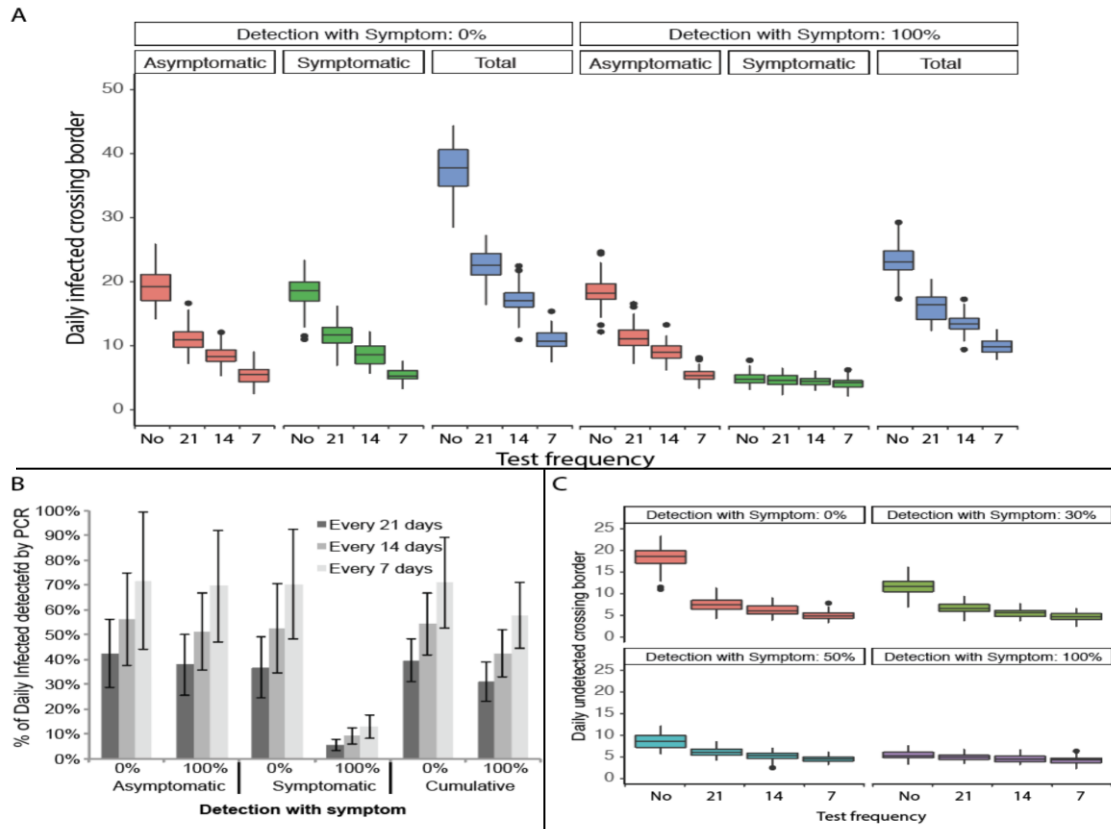 A
Detection with Symptom: 0%
Detection with Symptom: 100%
Asymptomatic
Symptomatic
Total
Asymptomatic
Symptomatic
Total
Daily infected crossing border
50
40
30
20
10
0
No 21 14 7
No 21 14 7
No 21 14 7
No 21 14 7
No 21 14 7
No 21 14 7
Test frequency
B
% of Daily Infected detectefd by PCR
100%
90%
80%
70%
60%
50%
40%
30%
20%
10%
0%
Every 21 days
Every 14 days
Every 7 days
0% 100% 0% 100% 0% 100%
Asymptomatic Symptomatic Cumulative
Detection with symptom
C
Daily undetected crossing border
Detection with Symptom: 0%
Detection with Symptom: 30%
25
20
15
10
5
0
Detection with Symptom: 50%
Detection with Symptom: 100%
25
20
15
10
5
0
No 21 14 7
No 21 14 7
Test frequency